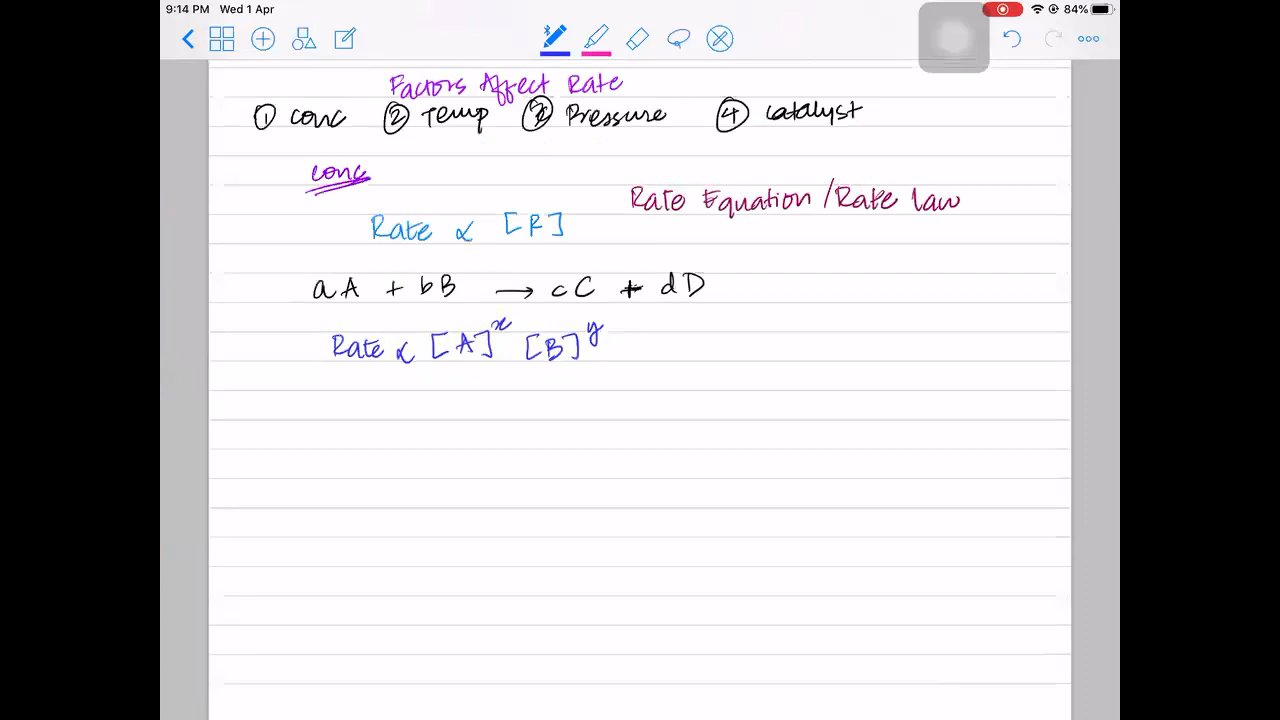 9:14 PM Wed 1 Apr 84%
Factors Affect Rate
① conc ② Temp ③ Pressure ④ catalyst
conc
Rate Equation / Rate law
Rate ∝ [R]
aA + bB → cC + dD
Rate ∝ [A]^x [B]^y